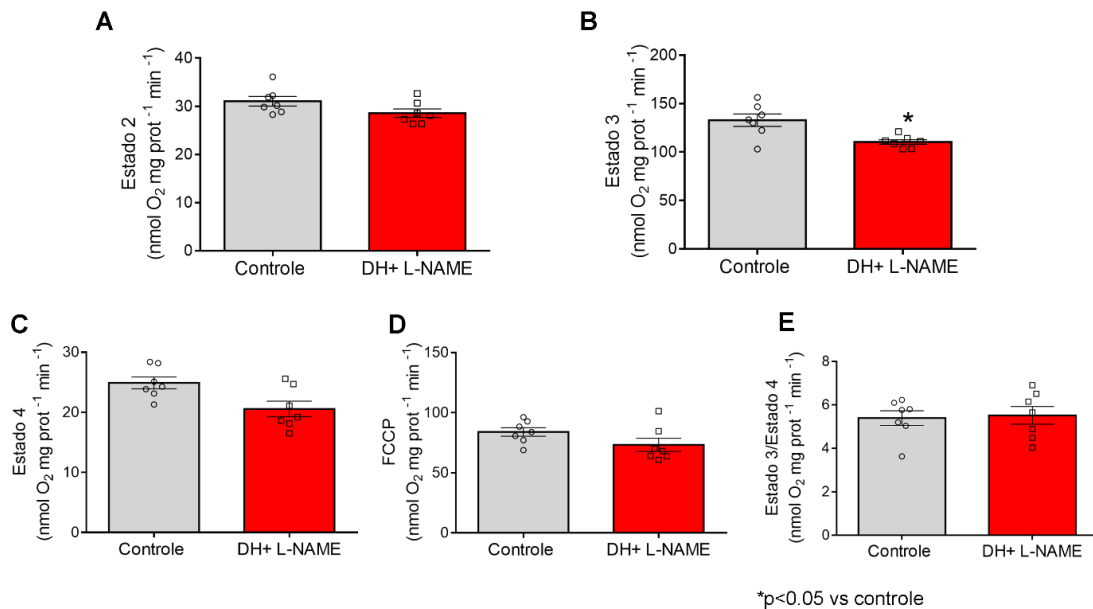 A
Estado 2
(nmol O₂ mg prot ⁻¹ min ⁻¹)
40
30
20
10
0
Controle
DH+ L-NAME
B
Estado 3
(nmol O₂ mg prot ⁻¹ min ⁻¹)
200
150
100
50
0
*
Controle
DH+ L-NAME
C
Estado 4
(nmol O₂ mg prot ⁻¹ min ⁻¹)
30
20
10
0
Controle
DH+ L-NAME
D
FCCP
(nmol O₂ mg prot ⁻¹ min ⁻¹)
150
100
50
0
Controle
DH+ L-NAME
E
Estado 3/Estado 4
(nmol O₂ mg prot ⁻¹ min ⁻¹)
8
6
4
2
0
Controle
DH+ L-NAME
*p<0.05 vs controle